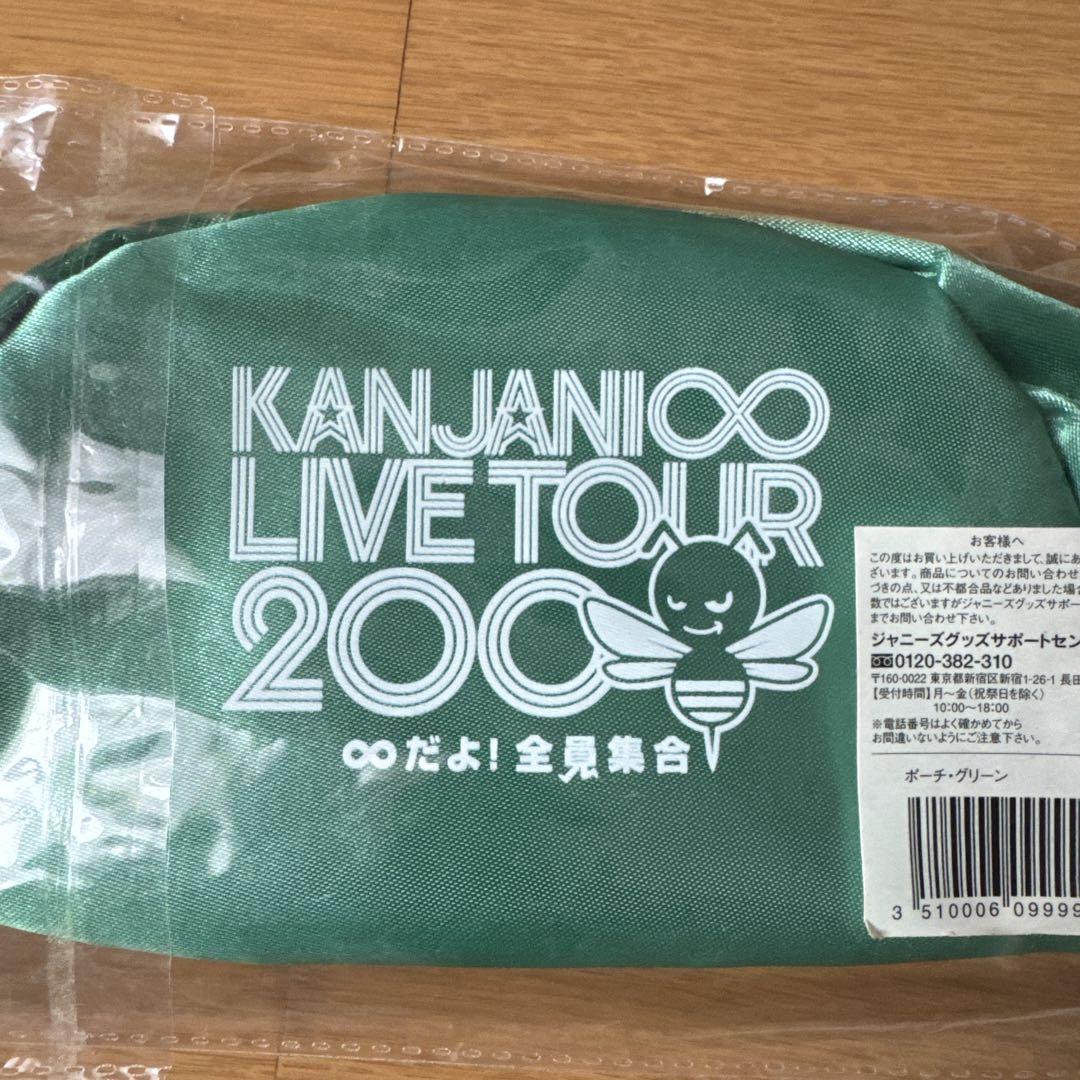 KANJANI∞
LIVE TOUR
200
∞だよ!全員集合
お客様へ
この度はお買い上げいただきまして、誠にあ
ざいます。商品についてのお問い合わせ
づきの点、又は不都合品などありました場合
数ではございますがジャニーズグッズサポー
までお問い合わせ下さい。
ジャニーズグッズサポートセン
0120-382-310
〒160-0022 東京都新宿区新宿1-26-1 長田
【受付時間】月～金(祝祭日を除く)
10:00～18:00
※電話番号はよく確かめてから
お間違いないようにご注意下さい。
ポーチ・グリーン
3 510006 09999